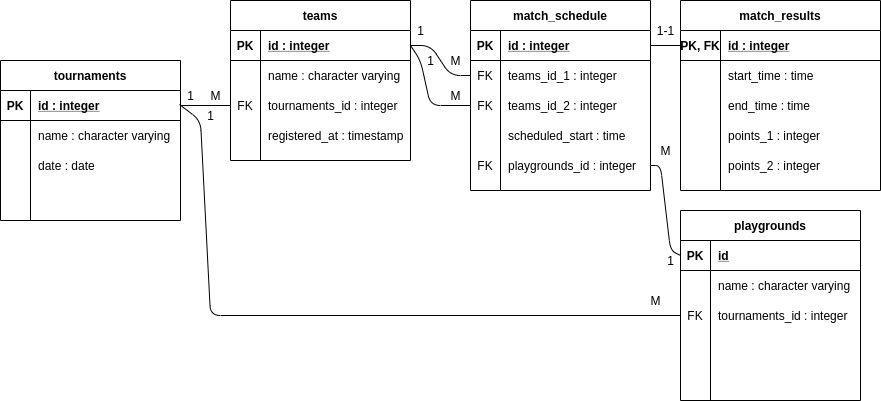 tournaments
PK id : integer
name : character varying
date : date
1 M
1
teams
PK id : integer
name : character varying
FK tournaments_id : integer
registered_at : timestamp
1
1 M
M
match_schedule
PK id : integer
FK teams_id_1 : integer
FK teams_id_2 : integer
scheduled_start : time
FK playgrounds_id : integer
1-1
match_results
PK, FK id : integer
start_time : time
end_time : time
points_1 : integer
points_2 : integer
M
1
playgrounds
PK id
name : character varying
M
FK tournaments_id : integer